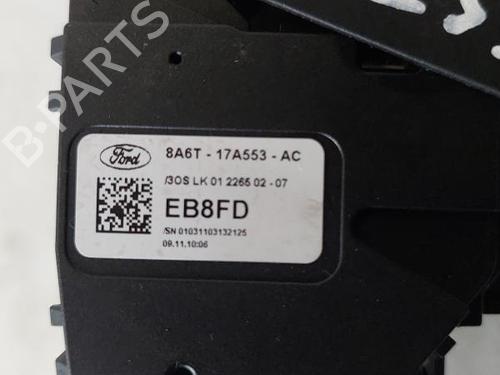 B-PARTS
Ford
8A6T - 17A553 - AC
/3OS LK 01 2265 02 - 07
EB8FD
/SN 01031103132125
09.11.10:06